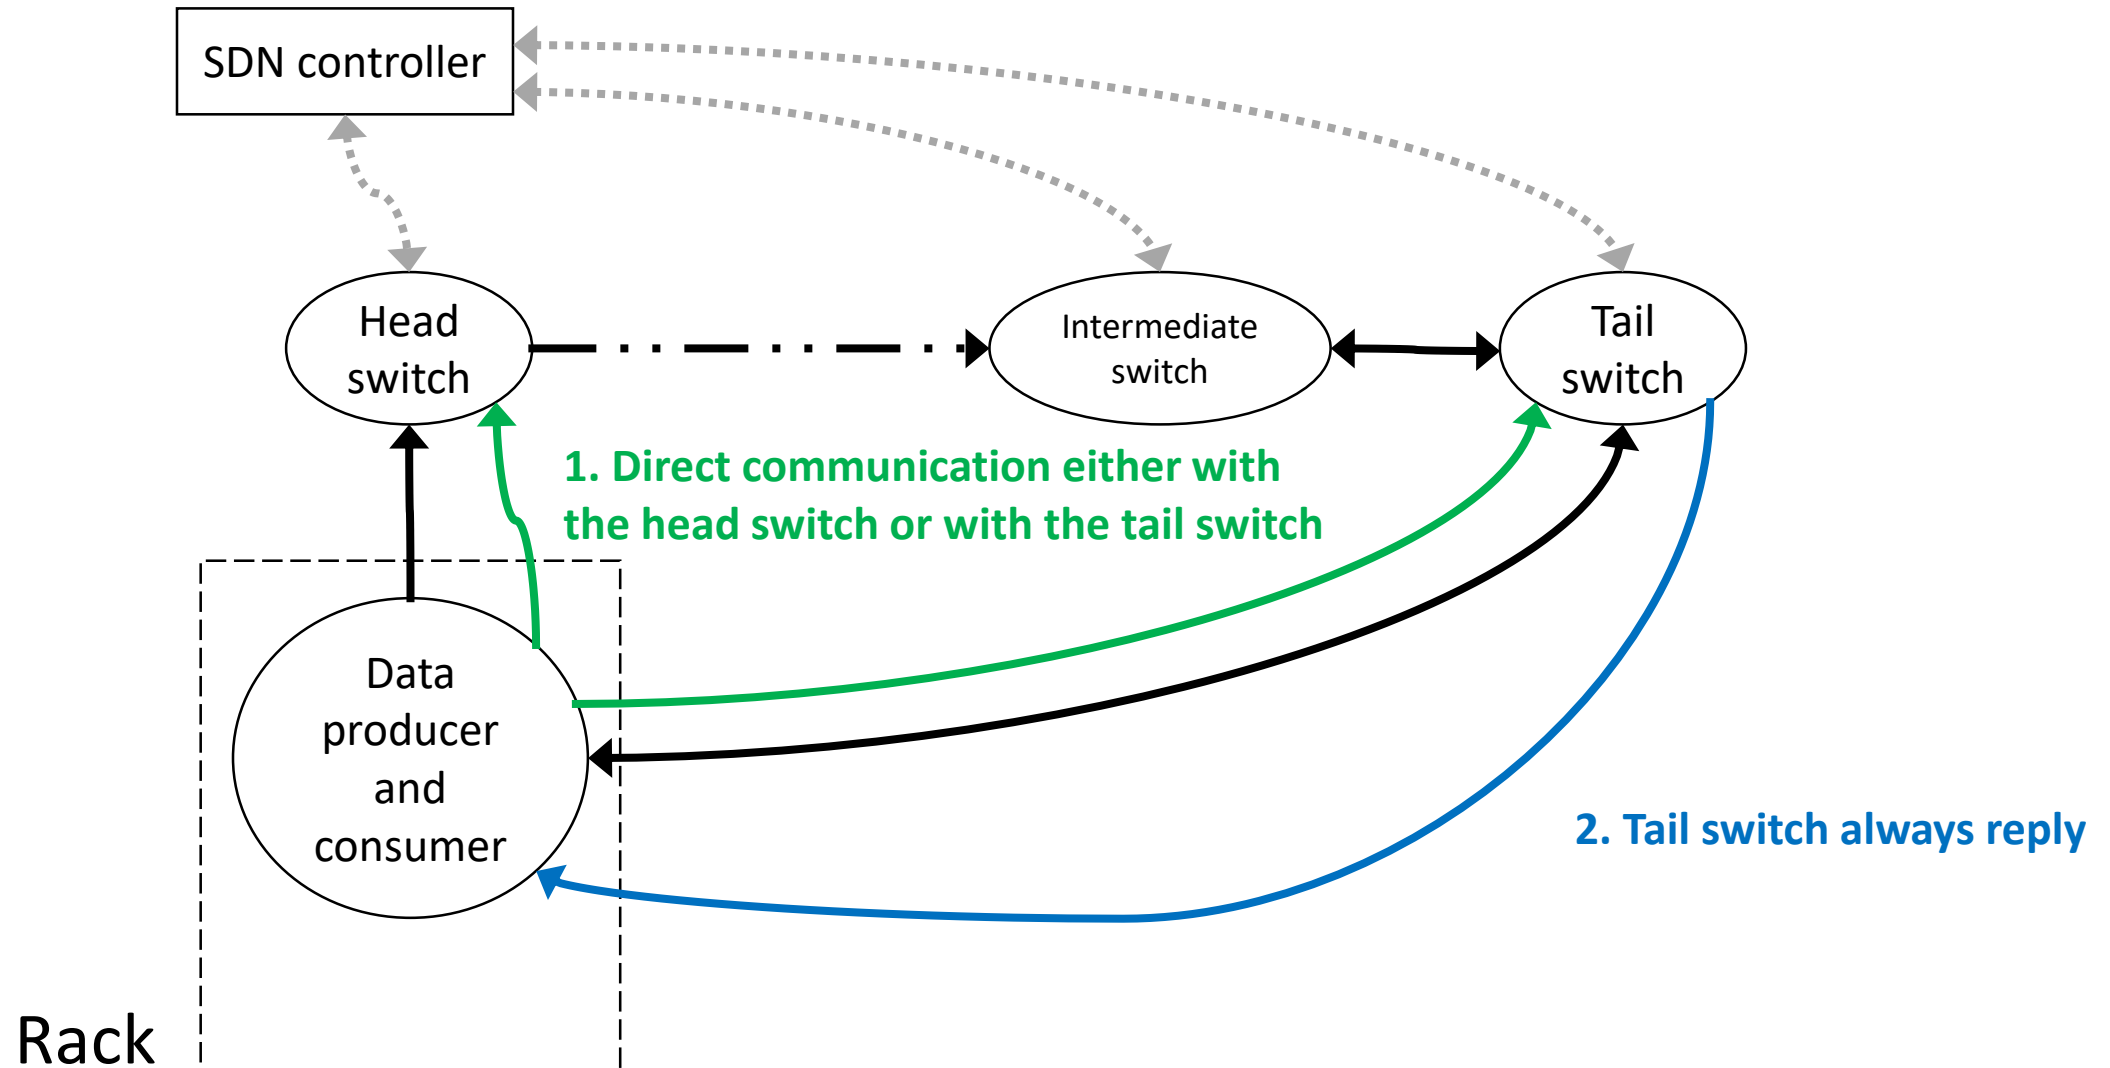 SDN controller
Head
switch
Intermediate
switch
Tail
switch
1. Direct communication either with
the head switch or with the tail switch
Data
producer
and
consumer
2. Tail switch always reply
Rack